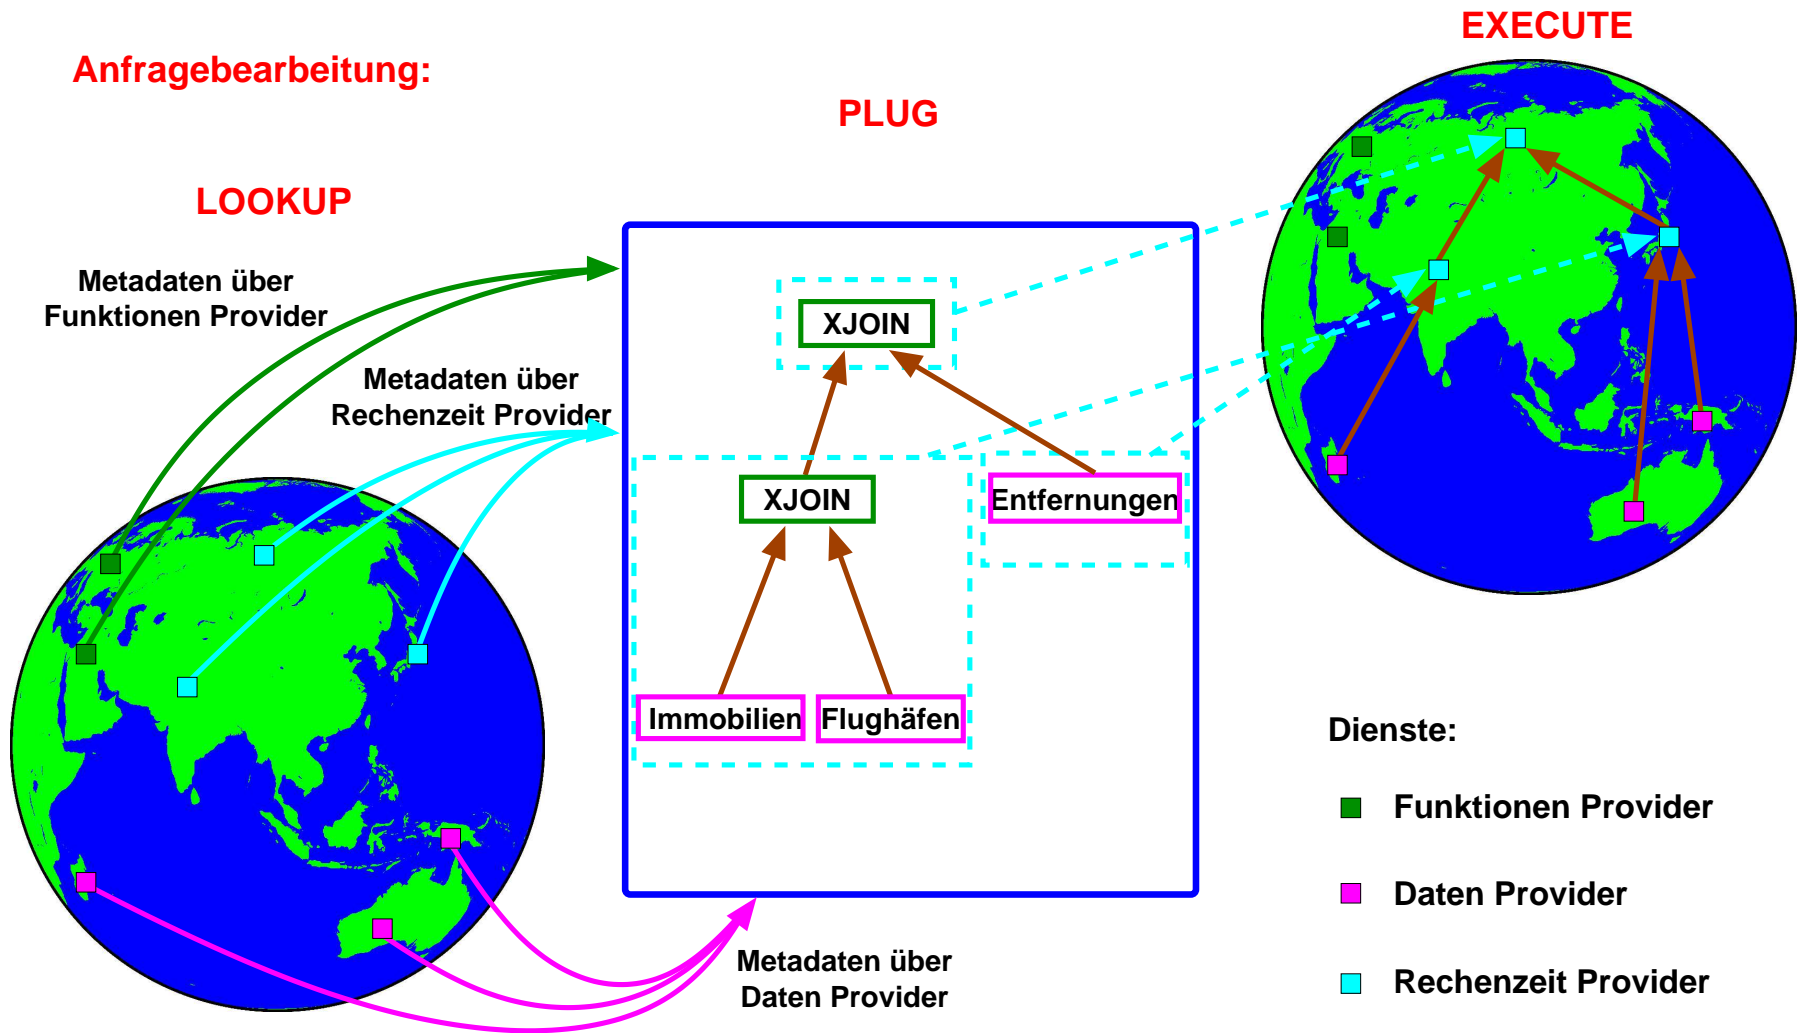 EXECUTE
Anfragebearbeitung:
PLUG
LOOKUP
Metadaten über
Funktionen Provider
XJOIN
Metadaten über
Rechenzeit Provider
XJOIN
Entfernungen
Immobilien
Flughäfen
Dienste:
Funktionen Provider
Daten Provider
Metadaten über
Daten Provider
Rechenzeit Provider